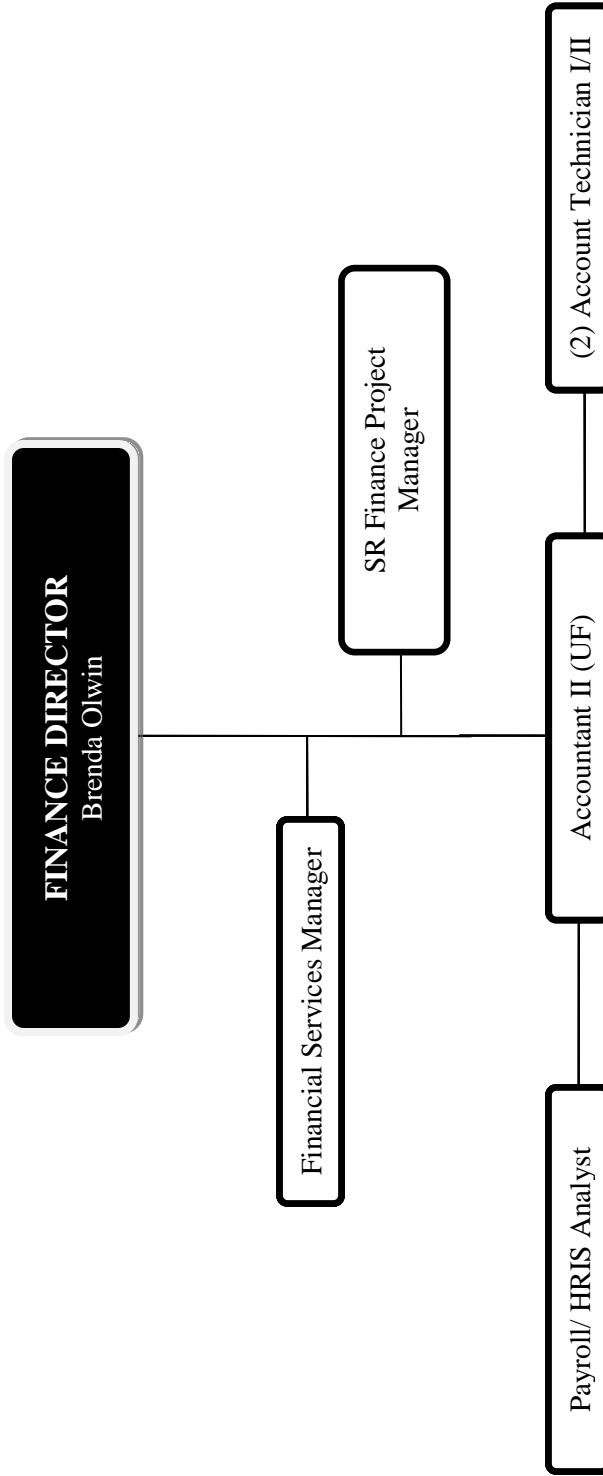 FINANCE DIRECTOR
Brenda Olwin
Financial Services Manager
SR Finance Project
Manager
Payroll/ HRIS Analyst
Accountant II (UF)
(2) Account Technician I/II